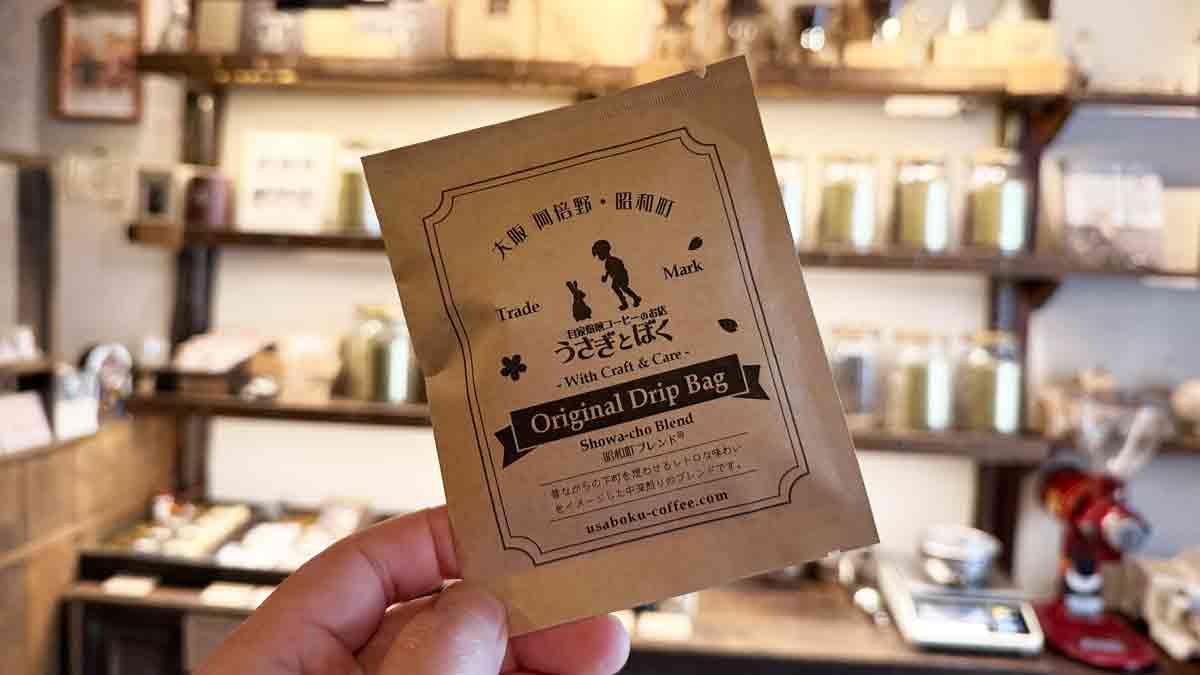 大阪 阿倍野・昭和町
Trade
Mark
自家焙煎コーヒーのお店
うさぎとぼく
- With Craft & Care -
Original Drip Bag
Showa-cho Blend
昭和町ブレンド®
昔ながらの下町を想わせるレトロな味わい
をイメージした中深煎りのブレンドです。
usaboku-coffee.com